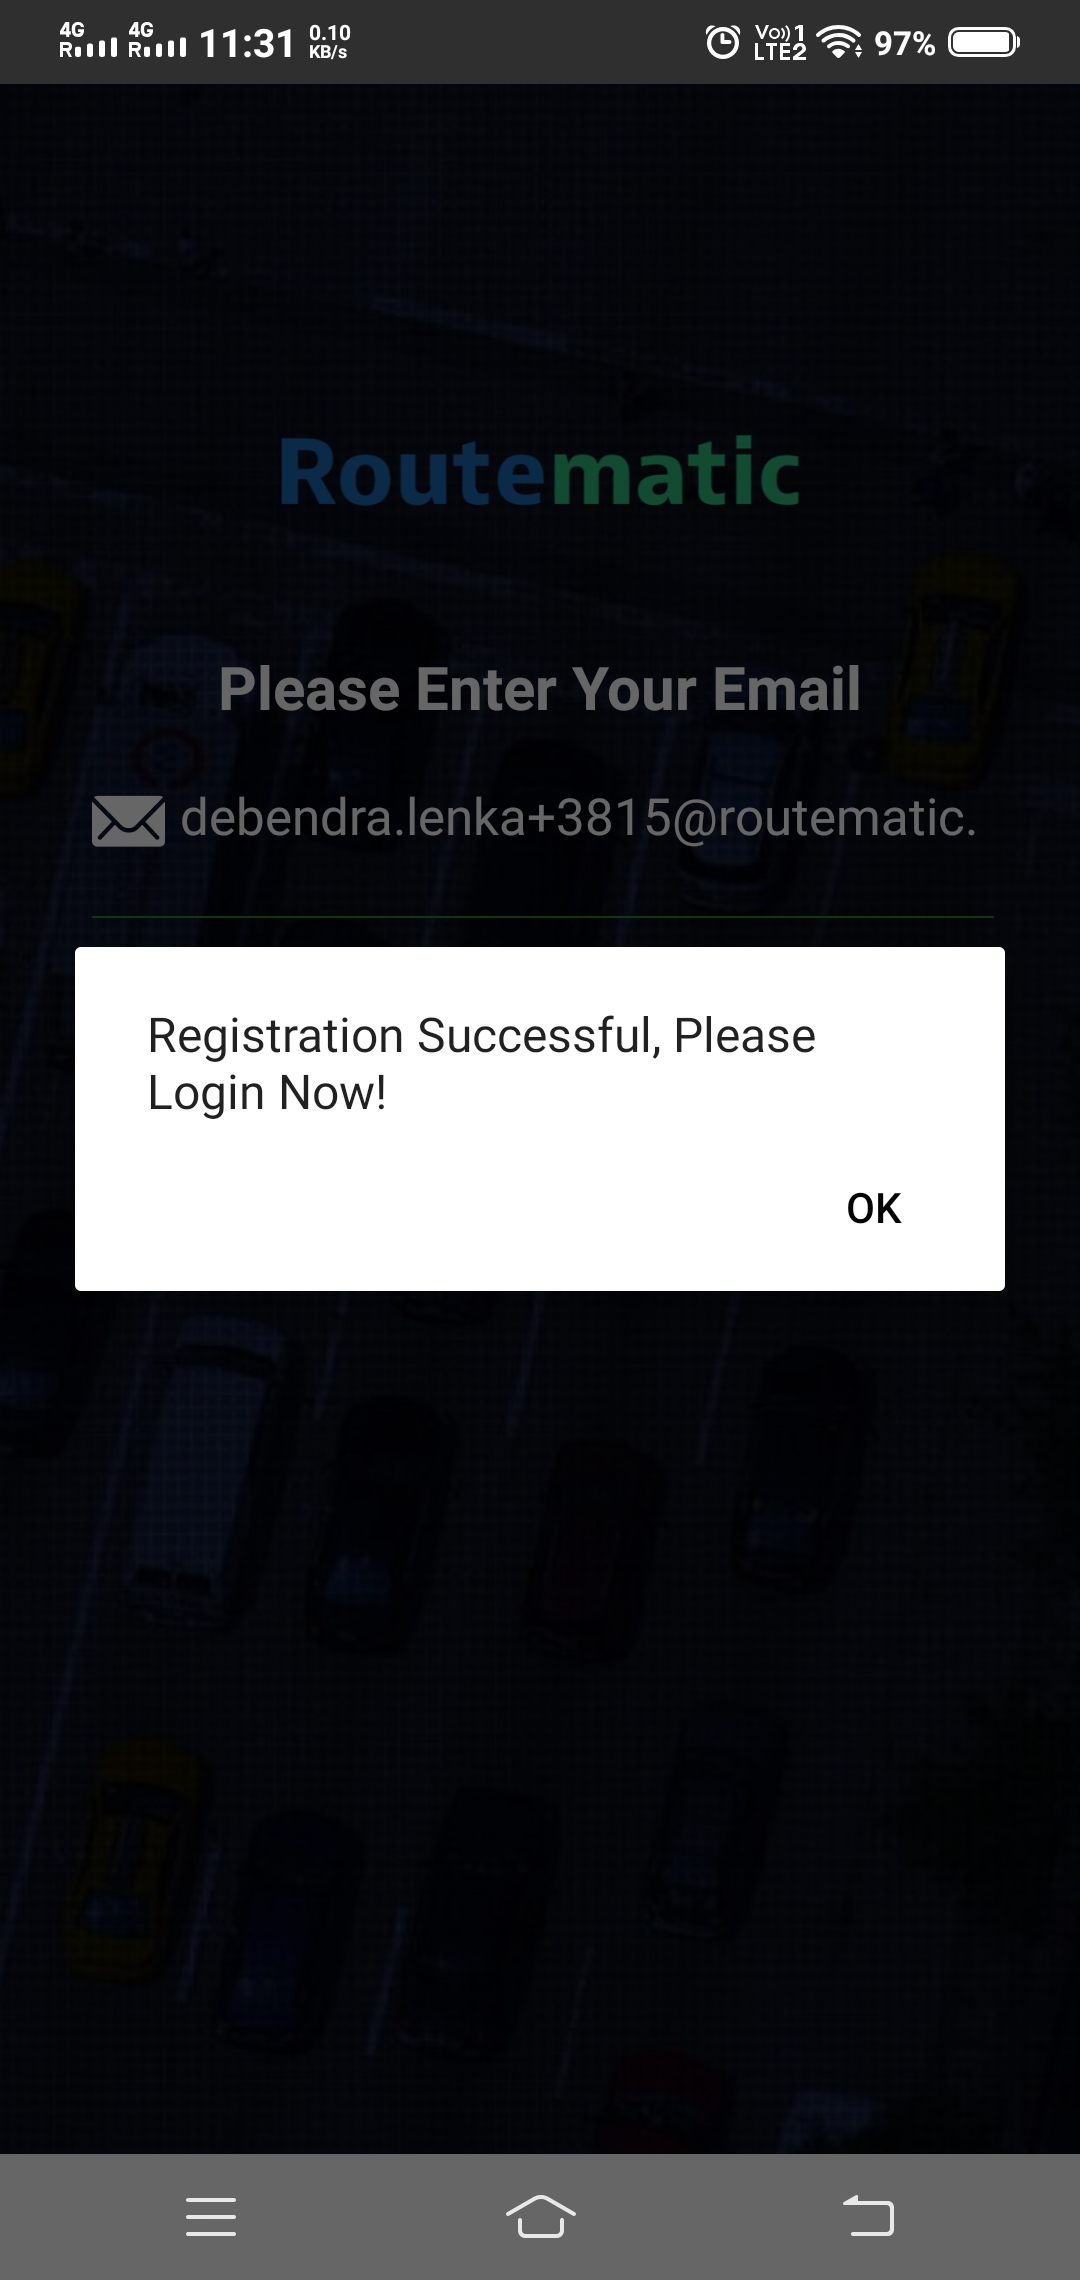 4G 4G 11:31 0.10 Vo)) 1 97%
R R KB/s LTE2
Routematic
Please Enter Your Email
debendra.lenka+3815@routematic.
Registration Successful, Please
Login Now!
OK